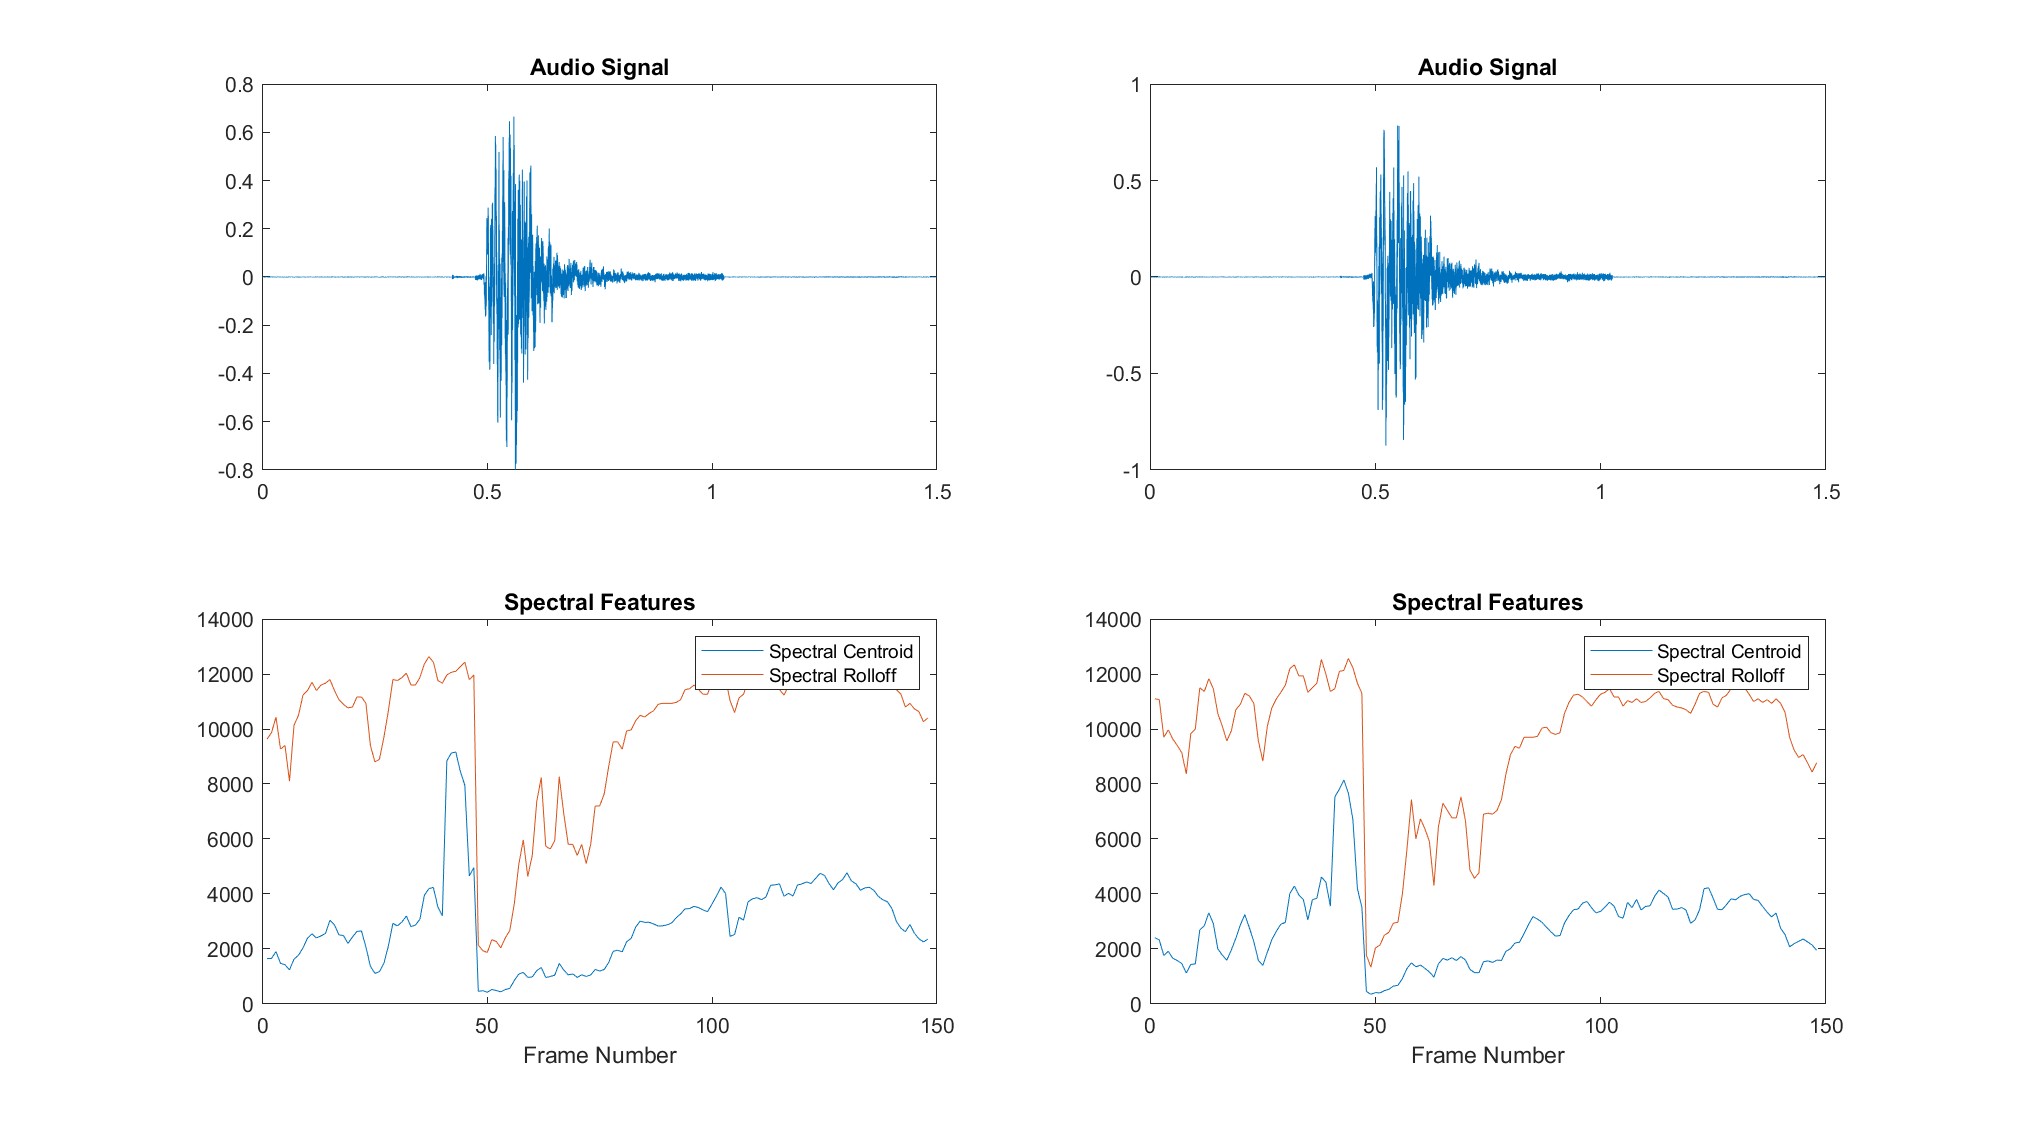 Audio Signal
0.8
0.6
0.4
0.2
0
-0.2
-0.4
-0.6
-0.8
0 0.5 1 1.5
Audio Signal
1
0.5
0
-0.5
-1
0 0.5 1 1.5
Spectral Features
14000
12000
10000
8000
6000
4000
2000
0
Spectral Centroid
Spectral Rolloff
0 50 100 150
Frame Number
Spectral Features
14000
12000
10000
8000
6000
4000
2000
0
Spectral Centroid
Spectral Rolloff
0 50 100 150
Frame Number